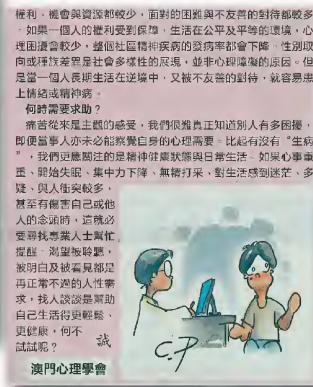 權利、機會與資源都較少，面對的困難與不友善的對待都較多
。如果一個人的權利受到保障，生活在公平及平等的環境，心
理困擾會較少，整個社區精神疾病的發病率都會下降。性別取
向或種族差異是社會多樣性的展現，並非心理障礙的原因。但
是當一個人長期生活在逆境中，又被不友善的對待，就容易患
上情緒或精神病。
何時需要求助？
痛苦從來是主觀的感受，我們很難真正知道別人有多困擾，
即便當事人亦未必能察覺自身的心理需要。比起有沒有“生病
”，我們更應關注的是精神健康狀態與日常生活。如果心事重
重、開始失眠、集中力下降、無精打采，對生活感到迷茫、多
疑、與人衝突較多，
甚至有傷害自己或他
人的念頭時，這就必
要尋找專業人士幫忙
提醒。渴望被聆聽，
被明白及被看見都是
再正常不過的人性需
求，找人談談是幫助
自己生活得更輕鬆、
更健康，何不
試試呢？
誠
澳門心理學會
C.P